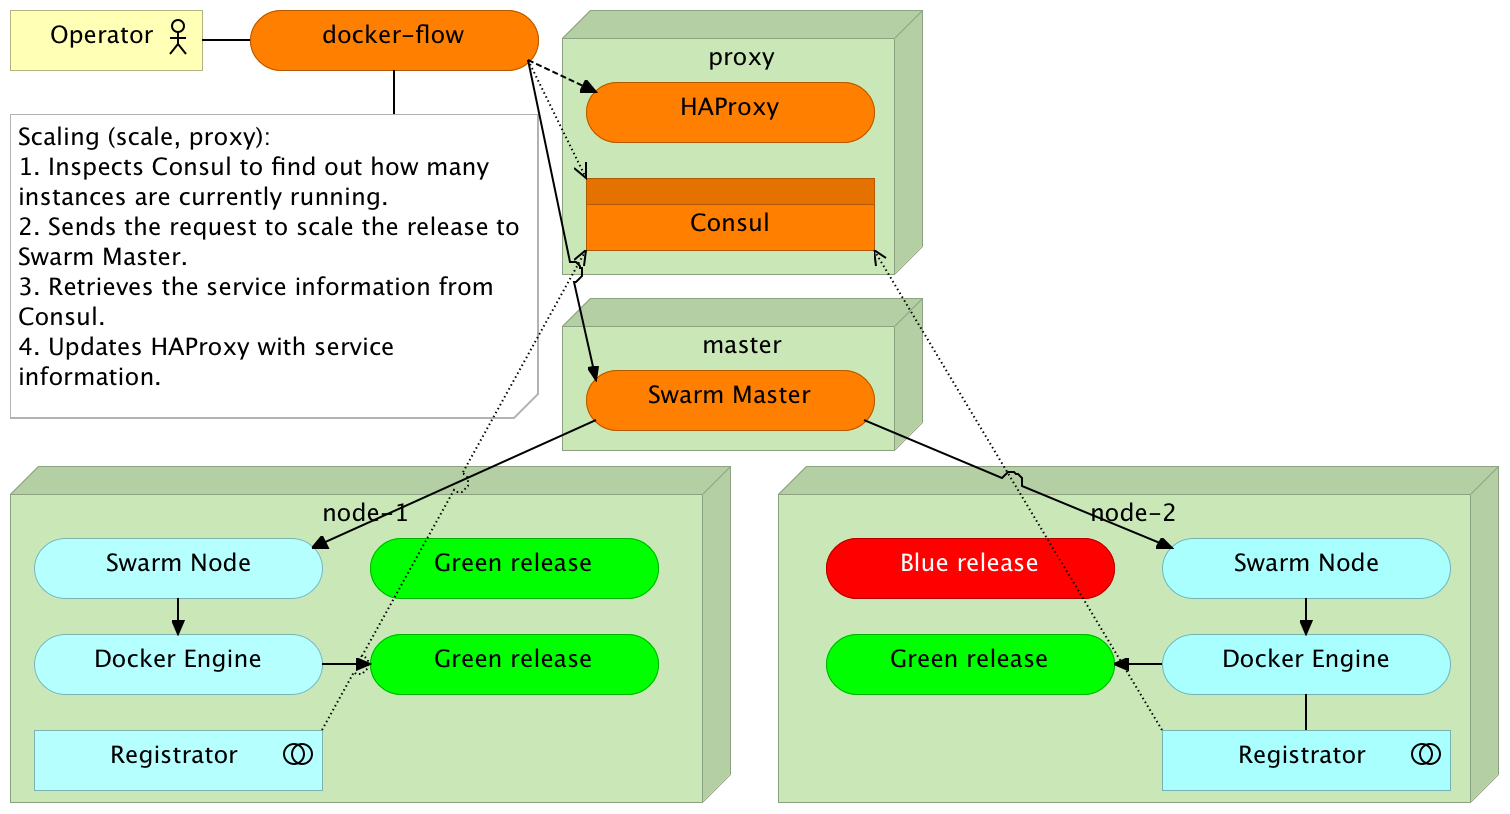 Operator
docker-flow
proxy
HAProxy
Consul
Scaling (scale, proxy):
1. Inspects Consul to find out how many
instances are currently running.
2. Sends the request to scale the release to
Swarm Master.
3. Retrieves the service information from
Consul.
4. Updates HAProxy with service
information.
master
Swarm Master
node-1
Swarm Node
Green release
Docker Engine
Green release
Registrator
node-2
Blue release
Swarm Node
Green release
Docker Engine
Registrator